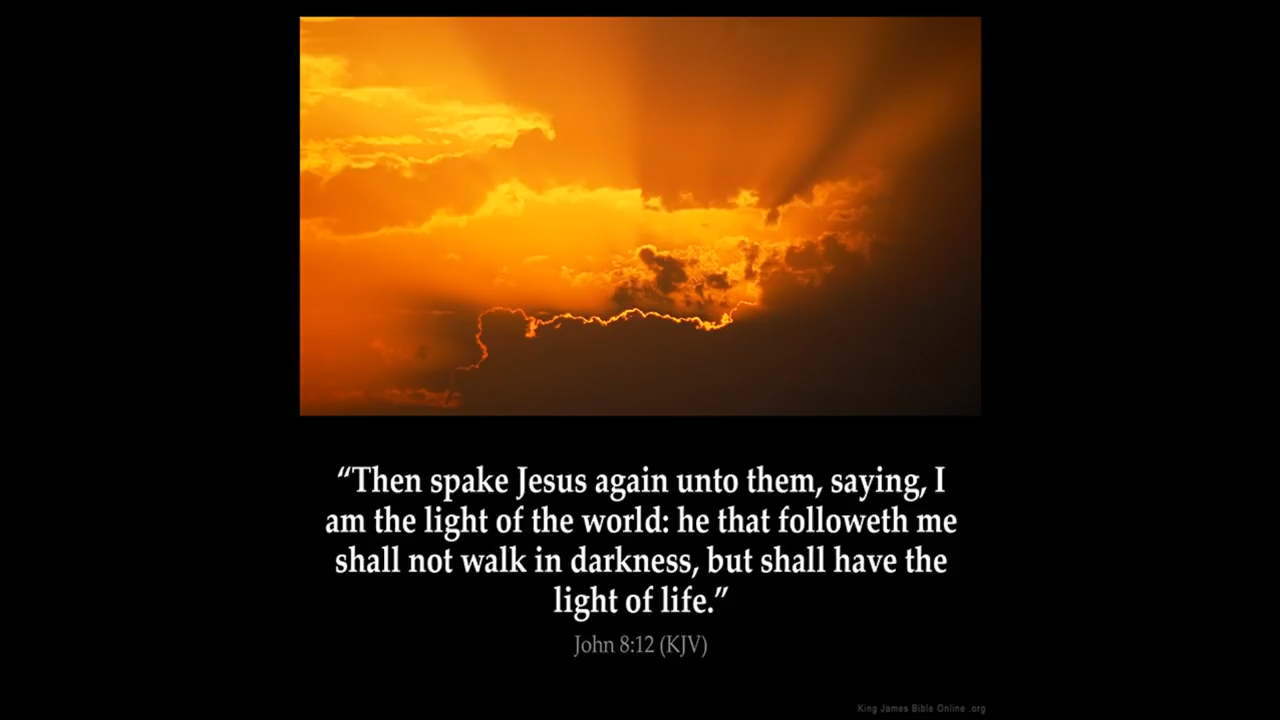 “Then spake Jesus again unto them, saying, I
am the light of the world: he that followeth me
shall not walk in darkness, but shall have the
light of life.”
John 8:12 (KJV)
King James Bible Online .org